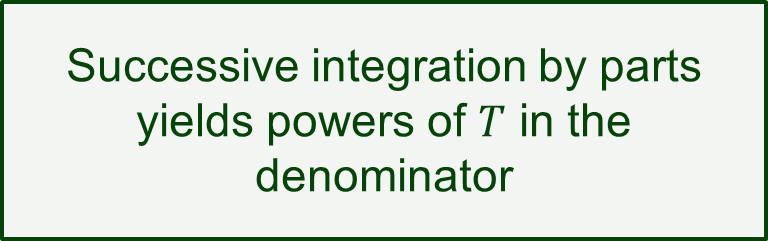 Successive integration by parts
yields powers of T in the
denominator